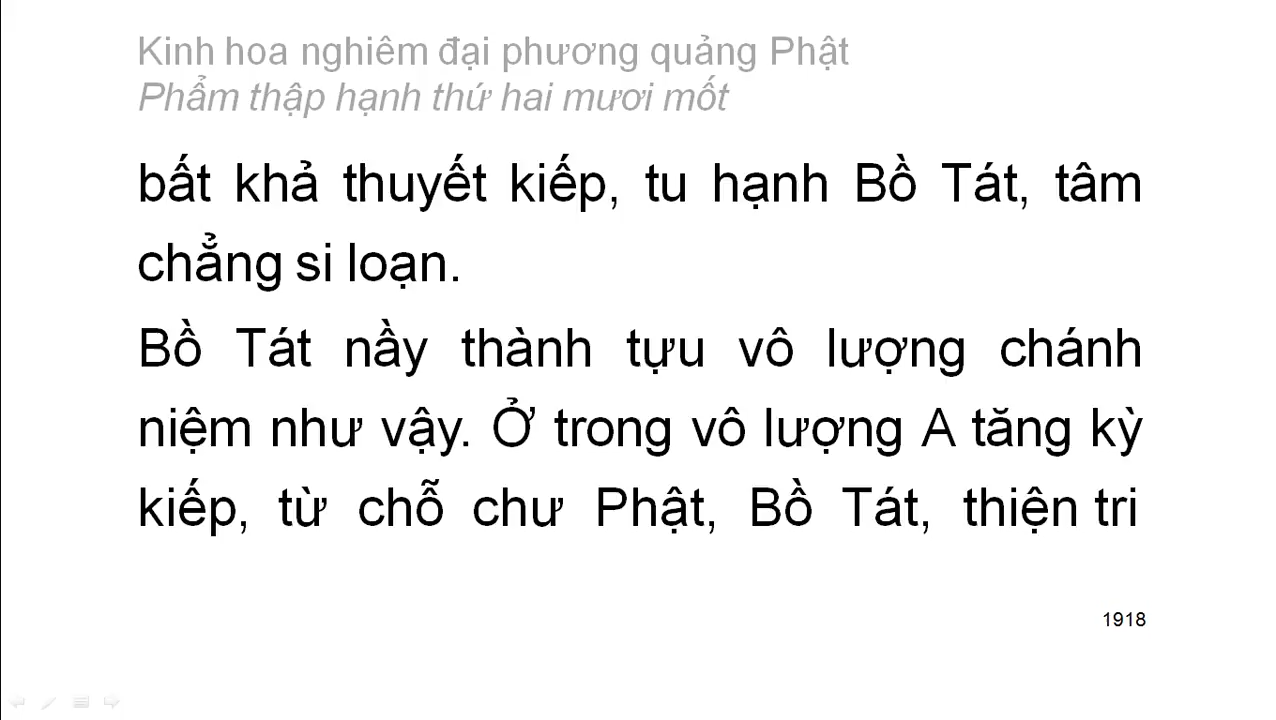 Kinh hoa nghiêm đại phương quảng Phật
Phẩm thập hạnh thứ hai mươi mốt
bất khả thuyết kiếp, tu hạnh Bồ Tát, tâm
chẳng si loạn.
Bồ Tát nầy thành tựu vô lượng chánh
niệm như vậy. Ở trong vô lượng A tăng kỳ
kiếp, từ chỗ chư Phật, Bồ Tát, thiện tri
1918